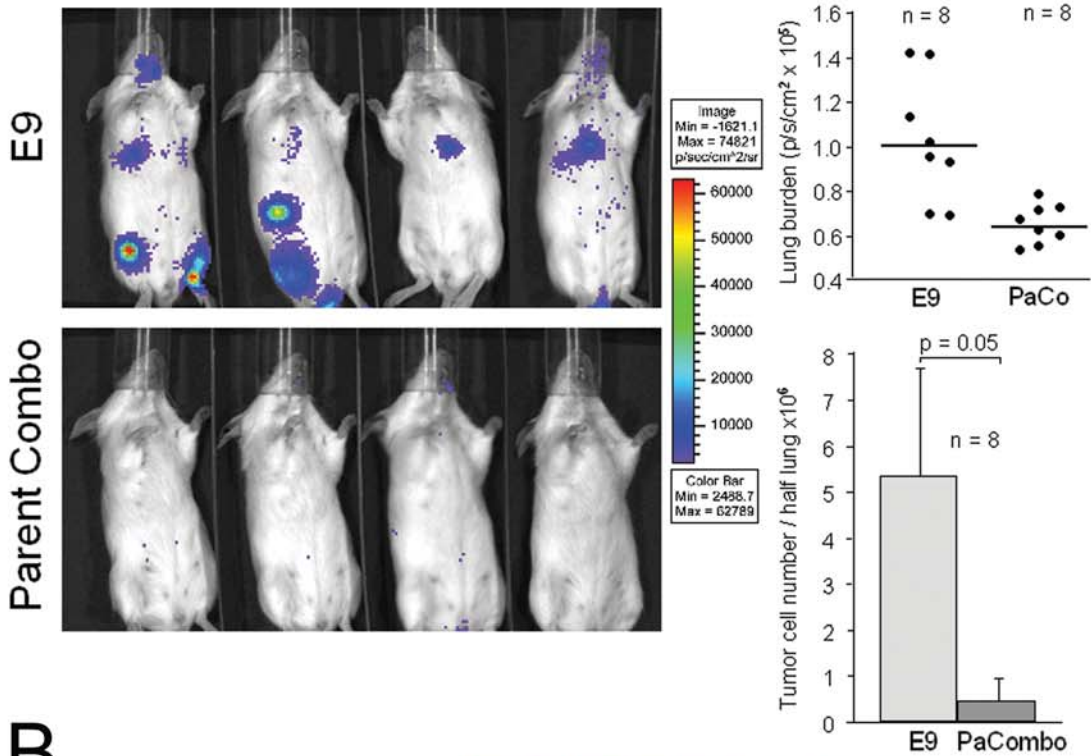 E9
Parent Combo
Image
Min = -1621.1
Max = 74821
p/sec/cm^2/sr
60000
50000
40000
30000
20000
10000
Color Bar
Min = 2488.7
Max = 62789
Lung burden (p/s/cm² x 10⁵)
1.6
1.4
1.2
1.0
0.8
0.6
0.4
n = 8
n = 8
E9
PaCo
Tumor cell number / half lung x10⁶
8
7
6
5
4
3
2
1
0
p = 0.05
n = 8
E9
PaCombo
B